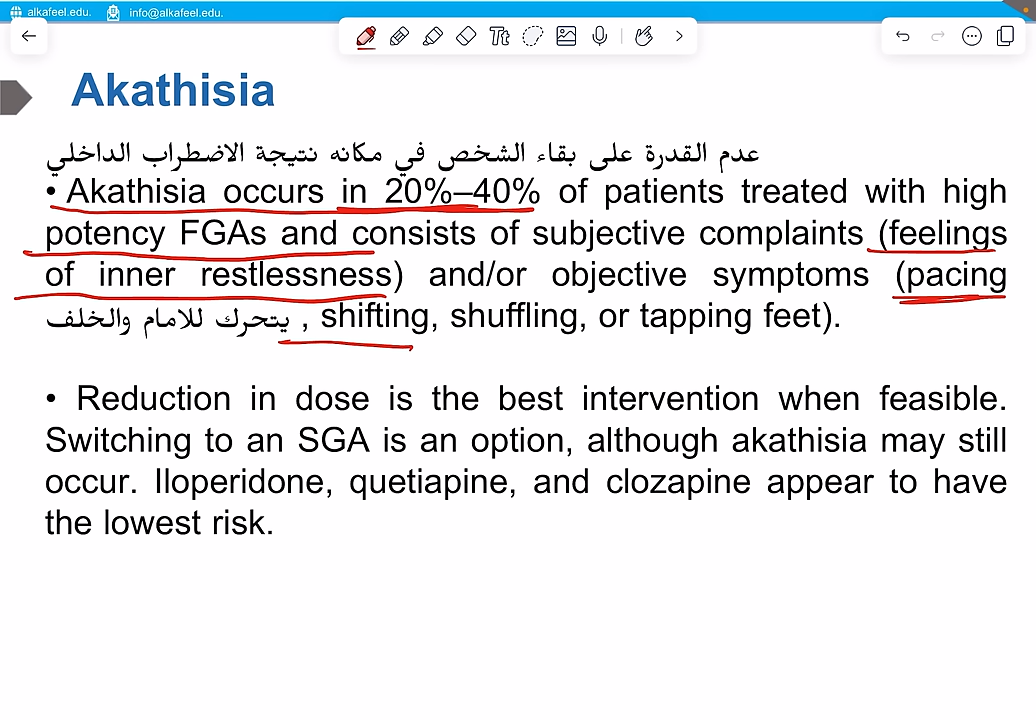 alkafeel.edu. info@alkafeel.edu.
Tt
Akathisia
عدم القدرة على بقاء الشخص في مكانه نتيجة الاضطراب الداخلي
• Akathisia occurs in 20%–40% of patients treated with high
potency FGAs and consists of subjective complaints (feelings
of inner restlessness) and/or objective symptoms (pacing
يتحرك للامام والخلف , shifting, shuffling, or tapping feet).
• Reduction in dose is the best intervention when feasible.
Switching to an SGA is an option, although akathisia may still
occur. Iloperidone, quetiapine, and clozapine appear to have
the lowest risk.